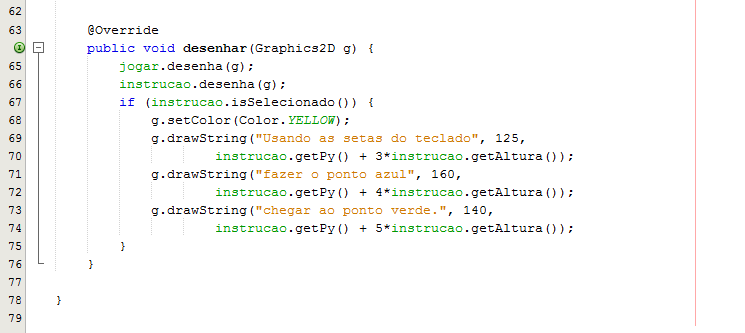 62
63 @Override
public void desenhar(Graphics2D g) {
65 jogar.desenha(g);
66 instrucao.desenha(g);
67 if (instrucao.isSelecionado()) {
68 g.setColor(Color.YELLOW);
69 g.drawString("Usando as setas do teclado", 125,
70 instrucao.getPy() + 3*instrucao.getAltura());
71 g.drawString("fazer o ponto azul", 160,
72 instrucao.getPy() + 4*instrucao.getAltura());
73 g.drawString("chegar ao ponto verde.", 140,
74 instrucao.getPy() + 5*instrucao.getAltura());
75 }
76 }
77
78 }
79